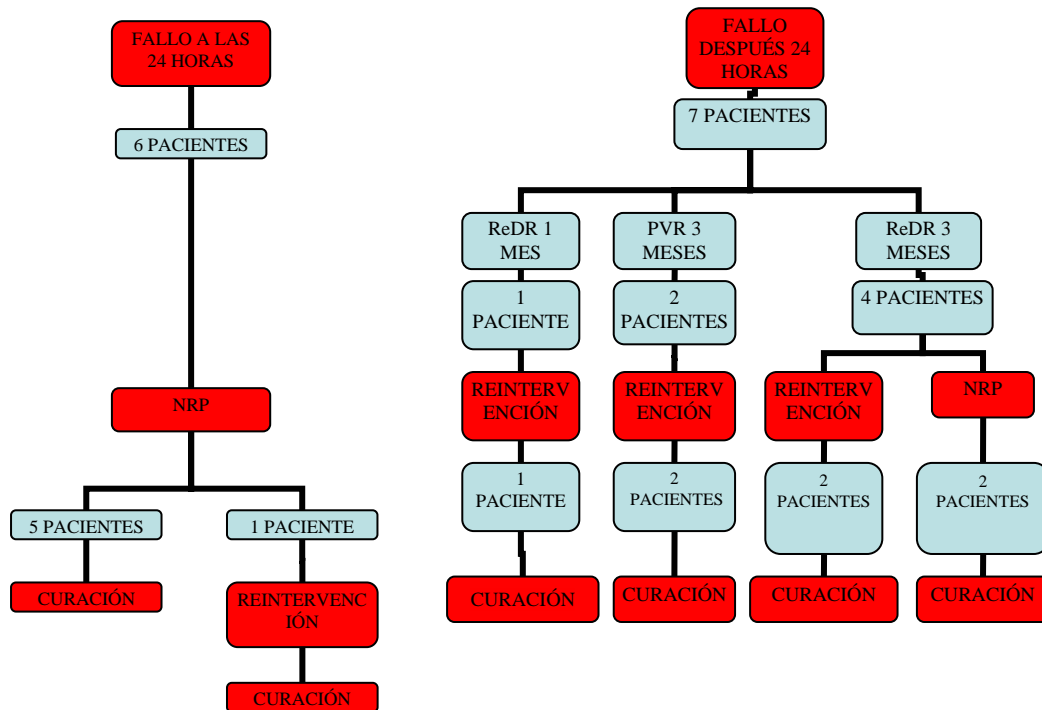 FALLO A LAS
24 HORAS
6 PACIENTES
NRP
5 PACIENTES
1 PACIENTE
CURACIÓN
REINTERVENC
IÓN
CURACIÓN
FALLO
DESPUÉS 24
HORAS
7 PACIENTES
ReDR 1
MES
PVR 3
MESES
ReDR 3
MESES
1
PACIENTE
2
PACIENTES
4 PACIENTES
REINTERV
ENCIÓN
REINTERV
ENCIÓN
REINTERV
ENCIÓN
NRP
1
PACIENTE
2
PACIENTES
2
PACIENTES
2
PACIENTES
CURACIÓN
CURACIÓN
CURACIÓN
CURACIÓN